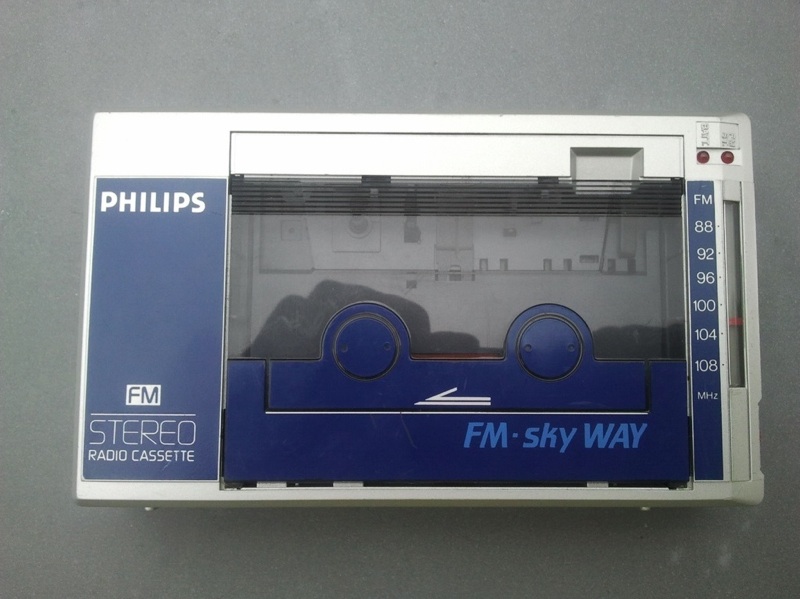 PHILIPS
FM
STEREO
RADIO CASSETTE
FM·sky WAY
FM
88
92
96
100
104
108
MHz